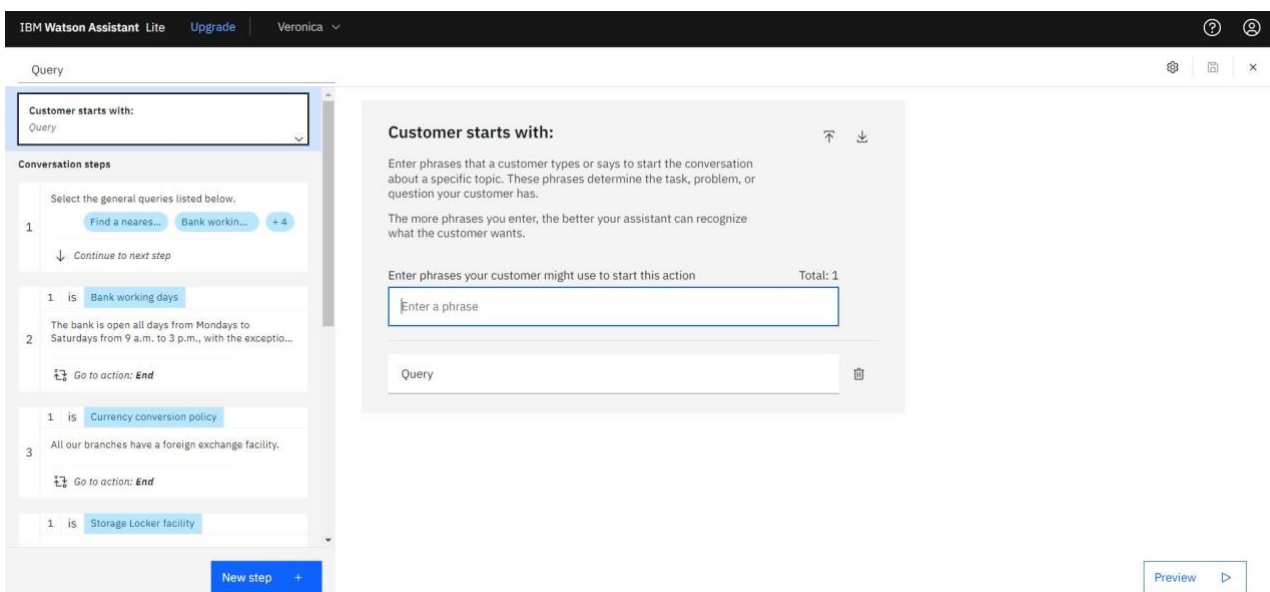 IBM Watson Assistant Lite Upgrade Veronica
Query
Customer starts with:
Query
Conversation steps
1
Select the general queries listed below.
Find a neares... Bank workin... + 4
Continue to next step
1 is Bank working days
2
The bank is open all days from Mondays to
Saturdays from 9 a.m. to 3 p.m., with the exceptio...
Go to action: End
1 is Currency conversion policy
3
All our branches have a foreign exchange facility.
Go to action: End
1 is Storage Locker facility
New step +
Customer starts with:
Enter phrases that a customer types or says to start the conversation
about a specific topic. These phrases determine the task, problem, or
question your customer has.
The more phrases you enter, the better your assistant can recognize
what the customer wants.
Enter phrases your customer might use to start this action Total: 1
Enter a phrase
Query
Preview